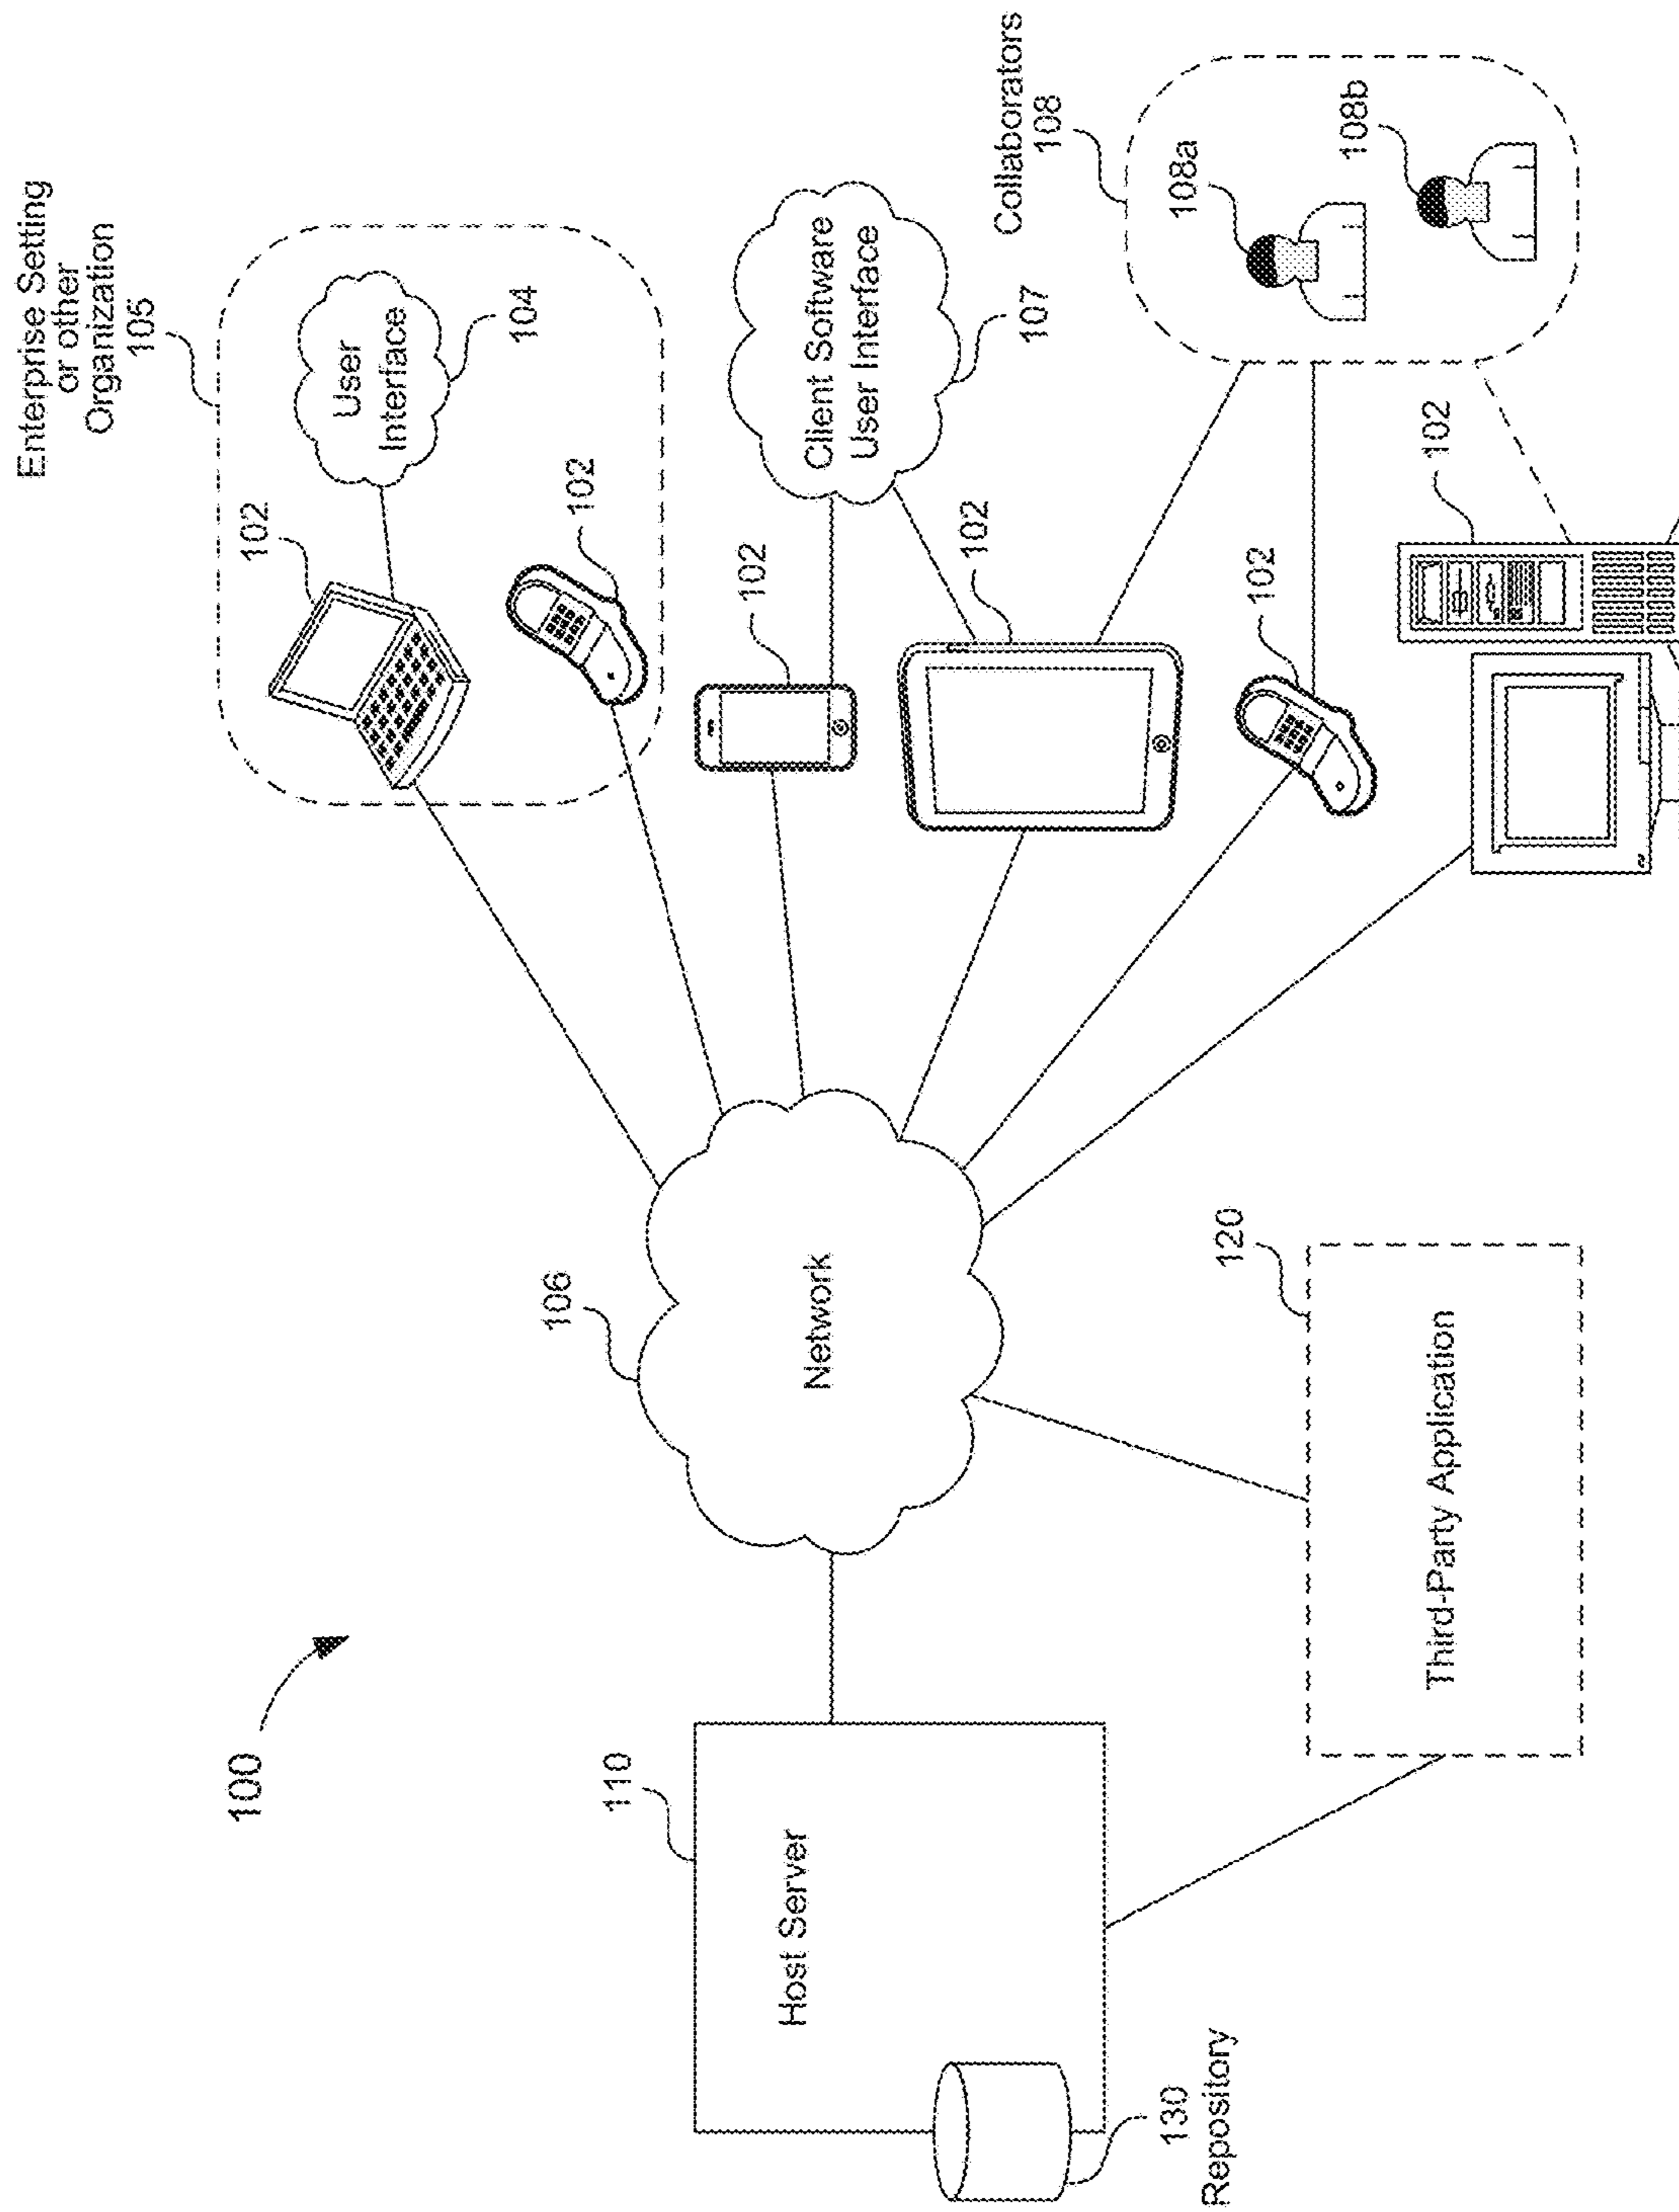 100
Enterprise Setting
or other
Organization
105
102
User
Interface
104
102
106
Network
102
Client Software
User Interface
107
102
Collaborators
108
108a
108b
102
102
110
Host Server
130
Repository
120
Third-Party Application